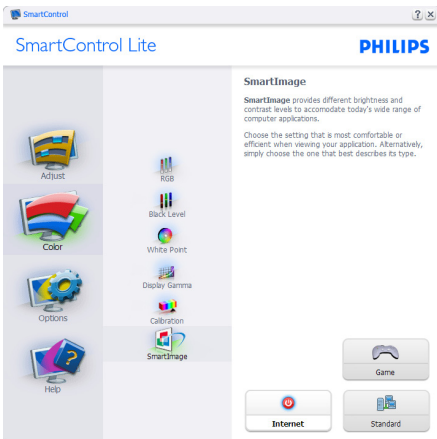 SmartControl
SmartControl Lite
PHILIPS
Adjust
Color
Options
Help
RGB
Black Level
White Point
Display Gamma
Calibration
SmartImage
SmartImage
SmartImage provides different brightness and
contrast levels to accomodate today's wide range of
computer applications.
Choose the setting that is most comfortable or
efficient when viewing your application. Alternatively,
simply choose the one that best describes its type.
Game
Internet
Standard